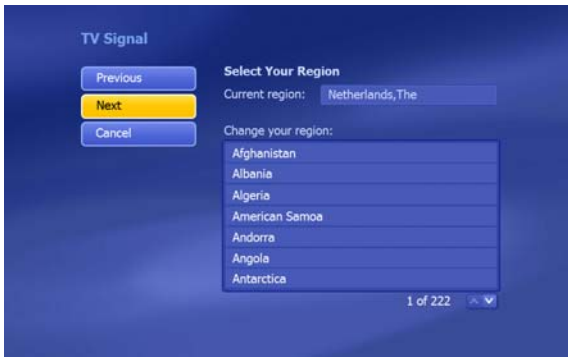 TV Signal
Previous
Next
Cancel
Select Your Region
Current region: Netherlands,The
Change your region:
Afghanistan
Albania
Algeria
American Samoa
Andorra
Angola
Antarctica
1 of 222